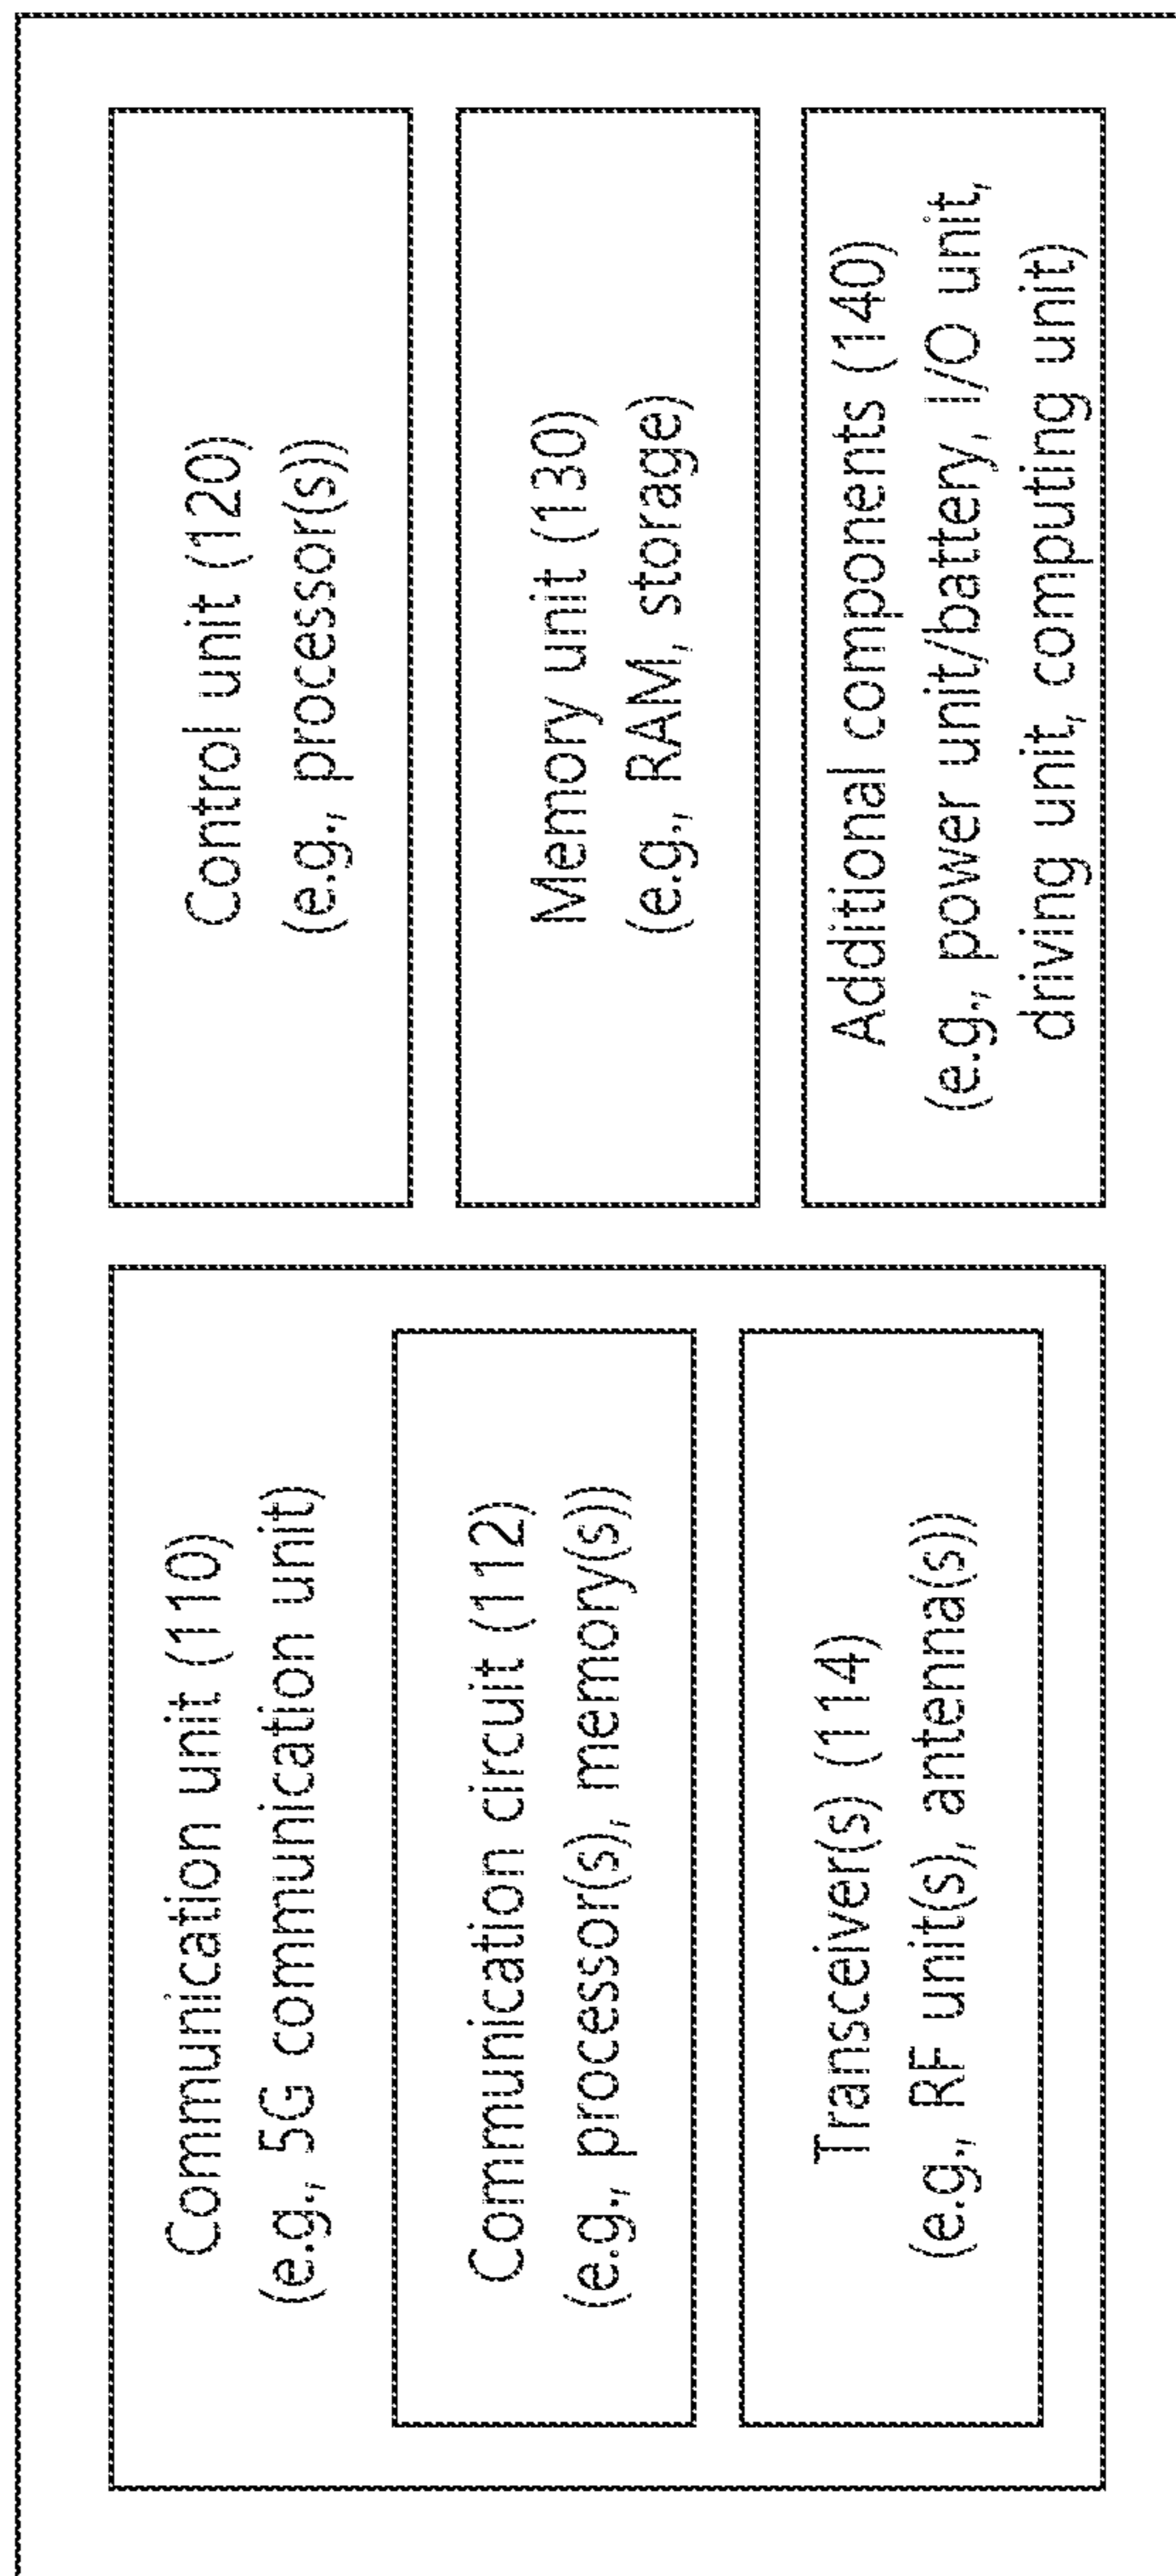 Communication unit (110)
(e.g., 5G communication unit)
Communication circuit (112)
(e.g., processor(s), memory(s))
Transceiver(s) (114)
(e.g., RF unit(s), antenna(s))
Control unit (120)
(e.g., processor(s))
Memory unit (130)
(e.g., RAM, storage)
Additional components (140)
(e.g., power unit/battery, I/O unit,
driving unit, computing unit)